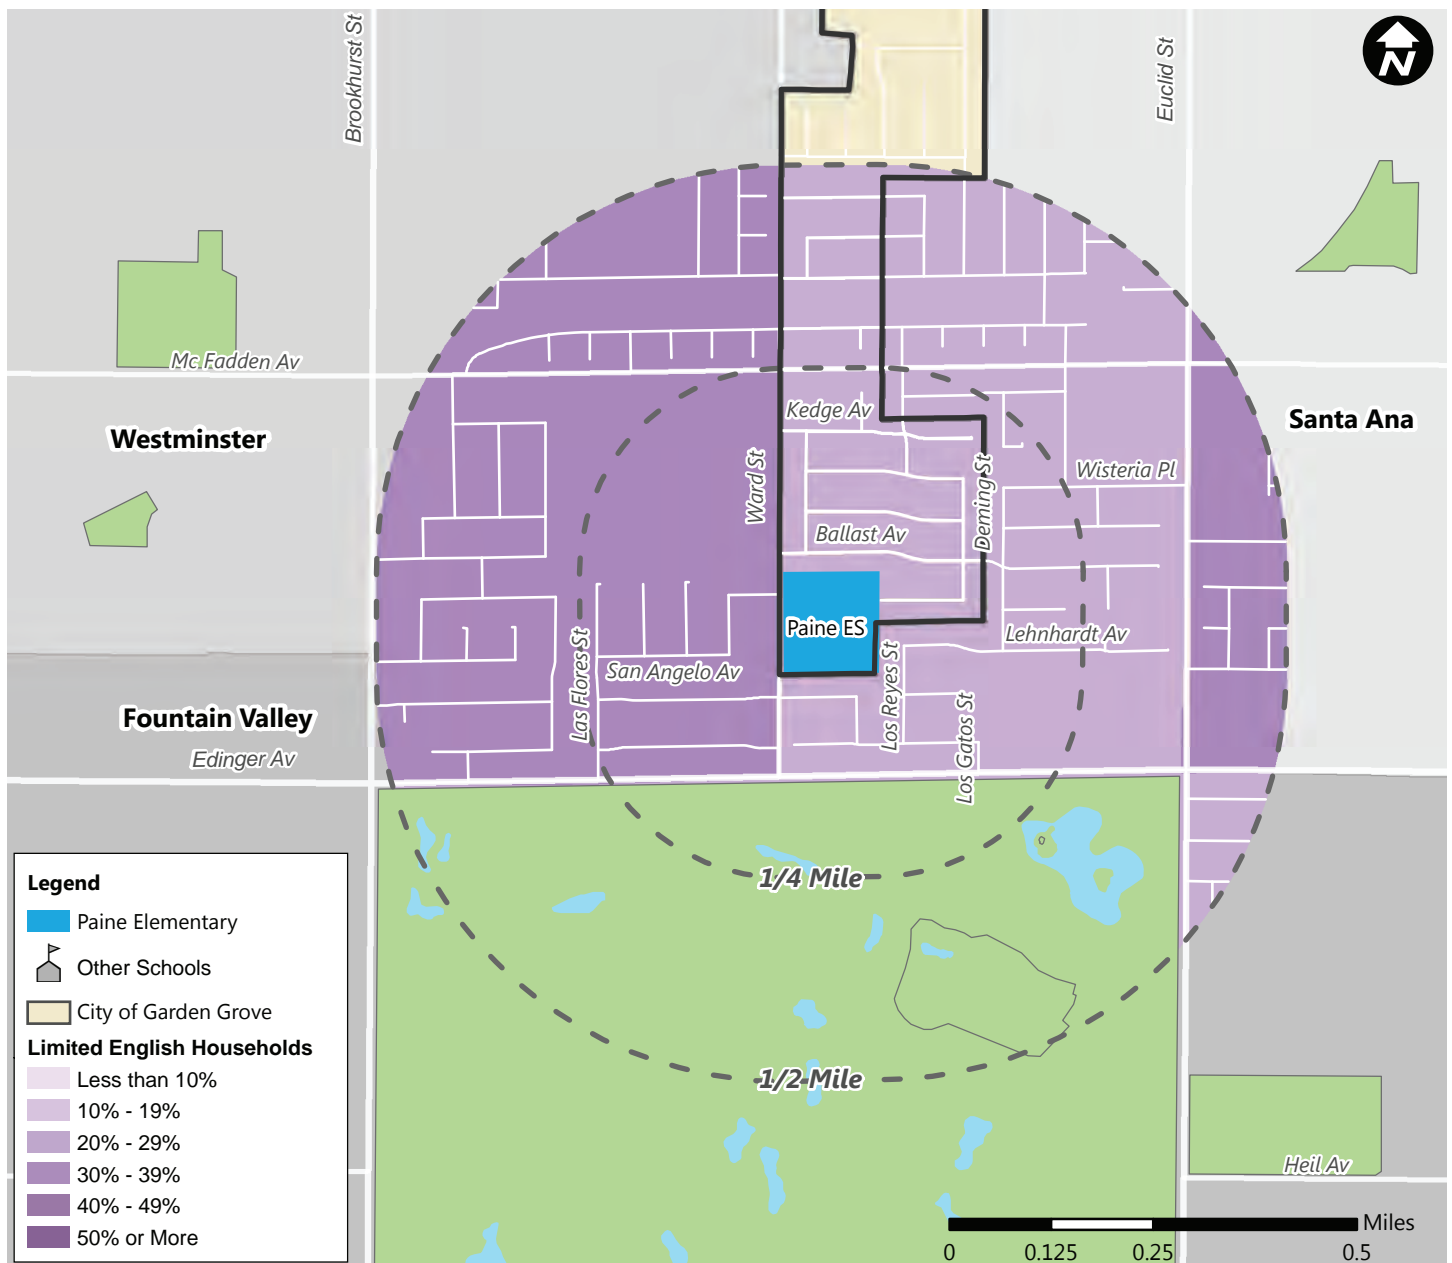 Brookhurst St
Euclid St
N
Mc Fadden Av
Westminster
Santa Ana
Kedge Av
Ward St
Deming St
Wisteria Pl
Ballast Av
Paine ES
Lehnhardt Av
Las Flores St
San Angelo Av
Los Reyes St
Los Gatos St
Fountain Valley
Edinger Av
1/4 Mile
1/2 Mile
Heil Av
Legend
Paine Elementary
Other Schools
City of Garden Grove
Limited English Households
Less than 10%
10% - 19%
20% - 29%
30% - 39%
40% - 49%
50% or More
Miles
0 0.125 0.25 0.5